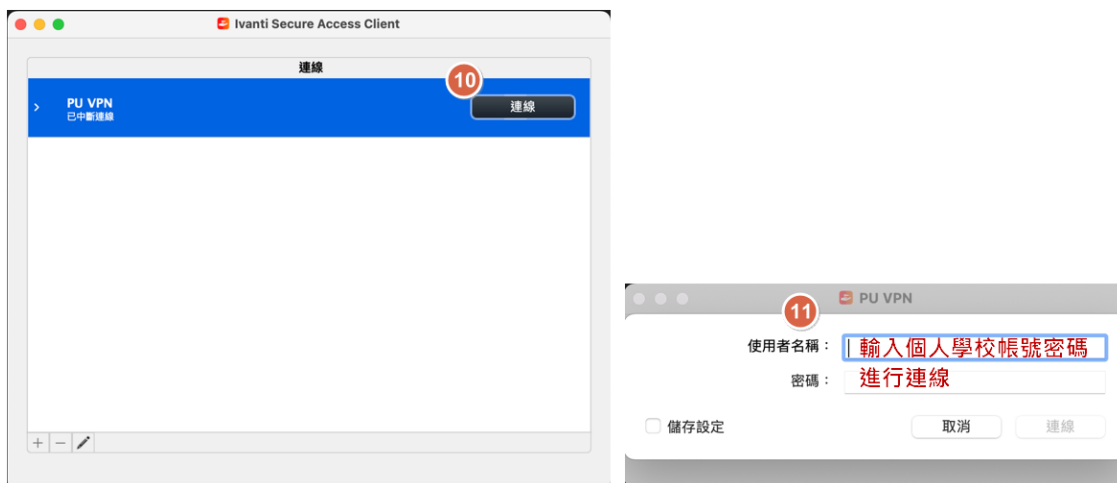 Ivanti Secure Access Client
連線
10
PU VPN
連線
已中斷連線
PU VPN
11
使用者名稱：
輸入個人學校帳號密碼
密碼：
進行連線
儲存設定
取消
連線